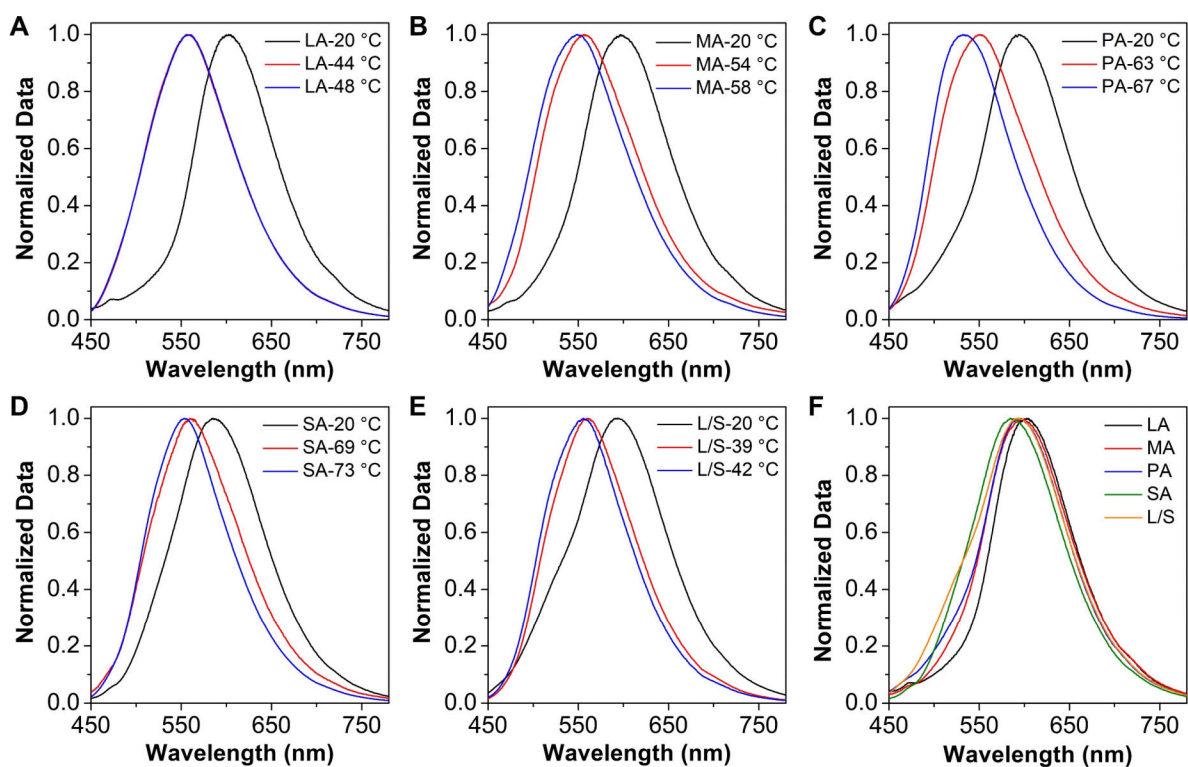 A
LA-20 °C
LA-44 °C
LA-48 °C
Normalized Data
1.0
0.8
0.6
0.4
0.2
0.0
450 550 650 750
Wavelength (nm)
B
MA-20 °C
MA-54 °C
MA-58 °C
Normalized Data
1.0
0.8
0.6
0.4
0.2
0.0
450 550 650 750
Wavelength (nm)
C
PA-20 °C
PA-63 °C
PA-67 °C
Normalized Data
1.0
0.8
0.6
0.4
0.2
0.0
450 550 650 750
Wavelength (nm)
D
SA-20 °C
SA-69 °C
SA-73 °C
Normalized Data
1.0
0.8
0.6
0.4
0.2
0.0
450 550 650 750
Wavelength (nm)
E
L/S-20 °C
L/S-39 °C
L/S-42 °C
Normalized Data
1.0
0.8
0.6
0.4
0.2
0.0
450 550 650 750
Wavelength (nm)
F
LA
MA
PA
SA
L/S
Normalized Data
1.0
0.8
0.6
0.4
0.2
0.0
450 550 650 750
Wavelength (nm)